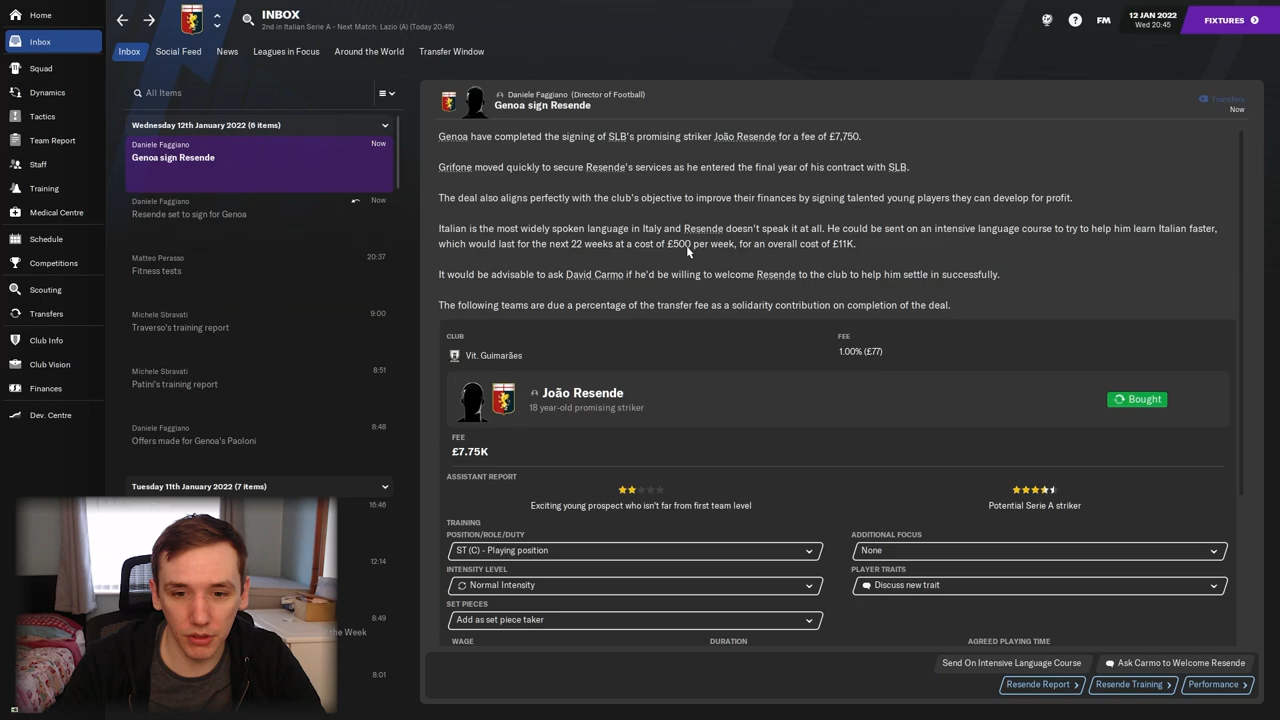 Home
Inbox
Squad
Dynamics
Tactics
Team Report
Staff
Training
Medical Centre
Schedule
Competitions
Scouting
Transfers
Club Info
Club Vision
Finances
Dev. Centre
INBOX
2nd in Italian Serie A - Next Match: Lazio (A) (Today 20:45)
FM
12 JAN 2022
Wed 20:45
FIXTURES
Inbox
Social Feed
News
Leagues in Focus
Around the World
Transfer Window
All Items
Wednesday 12th January 2022 (6 items)
Daniele Faggiano
Now
Genoa sign Resende
Daniele Faggiano
Now
Resende set to sign for Genoa
Matteo Perasso
20:37
Fitness tests
Michele Sbravati
9:00
Traverso's training report
Michele Sbravati
8:51
Patini's training report
Daniele Faggiano
8:48
Offers made for Genoa's Paoloni
Tuesday 11th January 2022 (7 items)
16:46
12:14
8:49
the Week
8:01
Daniele Faggiano (Director of Football)
Genoa sign Resende
Transfers
Now
Genoa have completed the signing of SLB's promising striker João Resende for a fee of £7,750.
Grifone moved quickly to secure Resende's services as he entered the final year of his contract with SLB.
The deal also aligns perfectly with the club's objective to improve their finances by signing talented young players they can develop for profit.
Italian is the most widely spoken language in Italy and Resende doesn't speak it at all. He could be sent on an intensive language course to try to help him learn Italian faster,
which would last for the next 22 weeks at a cost of £500 per week, for an overall cost of £11K.
It would be advisable to ask David Carmo if he'd be willing to welcome Resende to the club to help him settle in successfully.
The following teams are due a percentage of the transfer fee as a solidarity contribution on completion of the deal.
CLUB
FEE
Vit. Guimarães
1.00% (£77)
João Resende
18 year-old promising striker
Bought
FEE
£7.75K
ASSISTANT REPORT
Exciting young prospect who isn't far from first team level
Potential Serie A striker
TRAINING
POSITION/ROLE/DUTY
ADDITIONAL FOCUS
ST (C) - Playing position
None
INTENSITY LEVEL
PLAYER TRAITS
Normal Intensity
Discuss new trait
SET PIECES
Add as set piece taker
WAGE
DURATION
AGREED PLAYING TIME
Send On Intensive Language Course
Ask Carmo to Welcome Resende
Resende Report
Resende Training
Performance